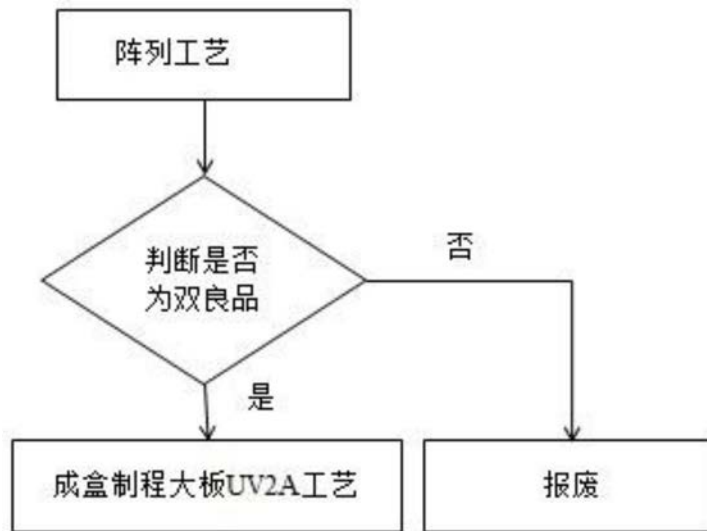 阵列工艺
判断是否
为双良品
否
是
成盒制程大板UV2A工艺
报废